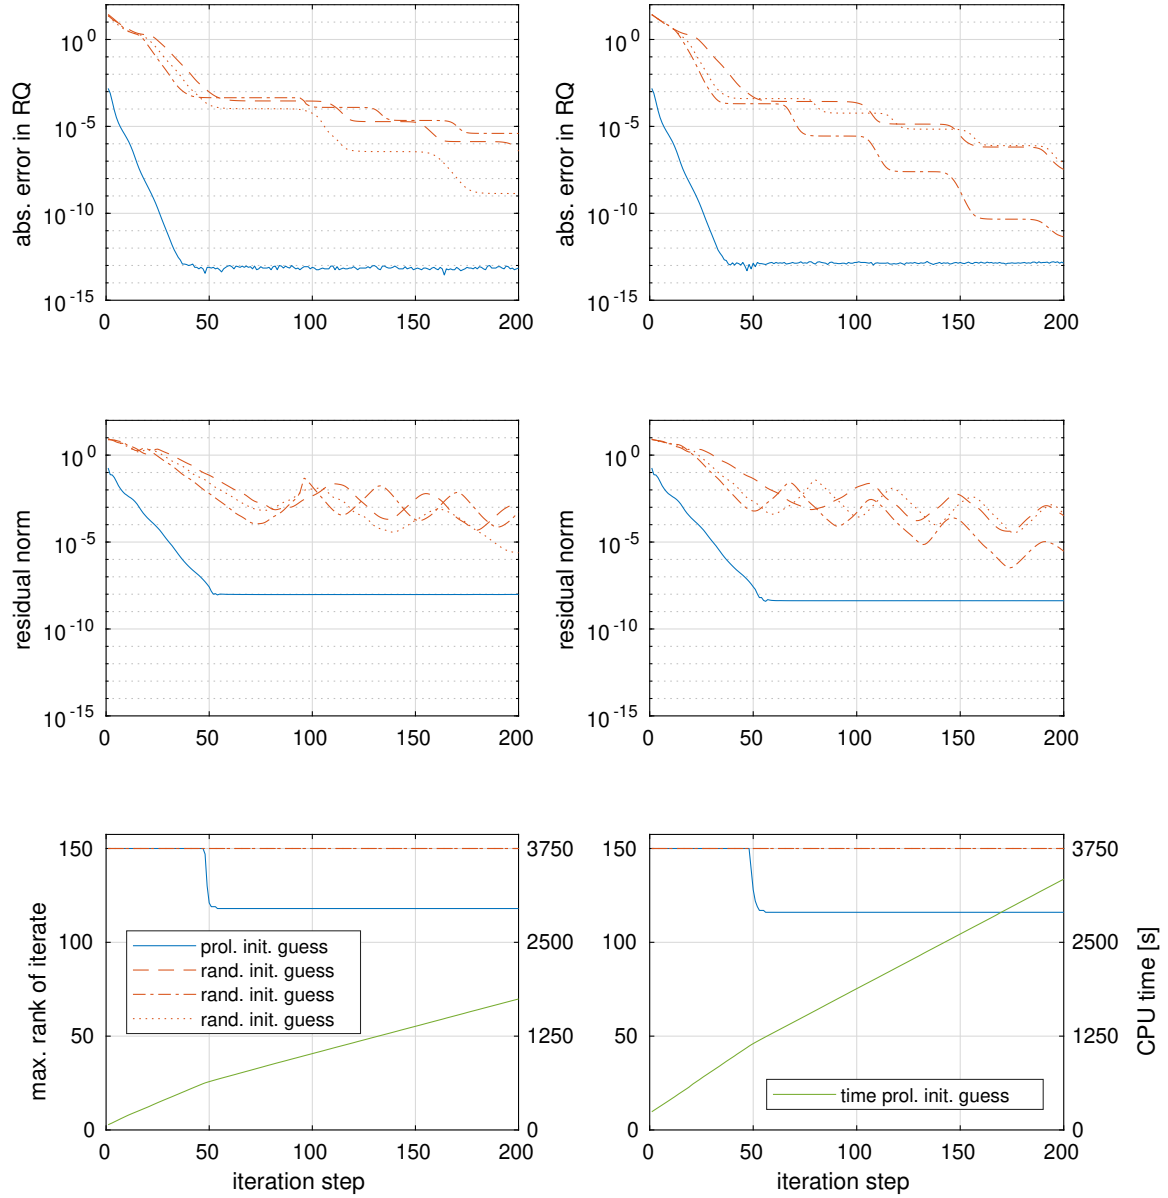 10^0
10^-5
10^-10
10^-15
abs. error in RQ
0 50 100 150 200
10^0
10^-5
10^-10
10^-15
abs. error in RQ
0 50 100 150 200
10^0
10^-5
10^-10
10^-15
residual norm
0 50 100 150 200
10^0
10^-5
10^-10
10^-15
residual norm
0 50 100 150 200
150
100
50
0
max. rank of iterate
prol. init. guess
rand. init. guess
rand. init. guess
rand. init. guess
3750
2500
1250
0
0 50 100 150 200
iteration step
150
100
50
0
time prol. init. guess
3750
2500
1250
0
CPU time [s]
0 50 100 150 200
iteration step